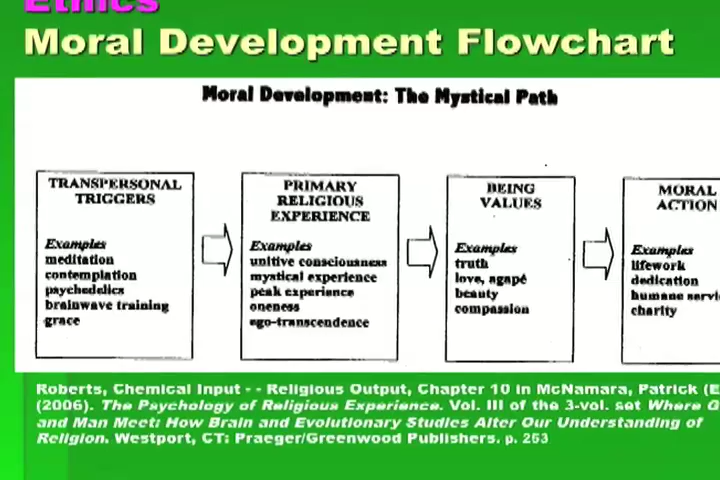 Ethics
Moral Development Flowchart
Moral Development: The Mystical Path
TRANSPERSONAL
TRIGGERS
Examples
meditation
contemplation
psychedelics
brainwave training
grace
PRIMARY
RELIGIOUS
EXPERIENCE
Examples
unitive consciousness
mystical experience
peak experience
oneness
ego-transcendence
BEING
VALUES
Examples
truth
love, agapé
beauty
compassion
MORAL
ACTION
Examples
lifework
dedication
humane servi
charity
Roberts, Chemical Input - - Religious Output, Chapter 10 in McNamara, Patrick (E
(2006). The Psychology of Religious Experience. Vol. III of the 3-vol. set Where G
and Man Meet: How Brain and Evolutionary Studies Alter Our Understanding of
Religion. Westport, CT: Praeger/Greenwood Publishers. p. 253